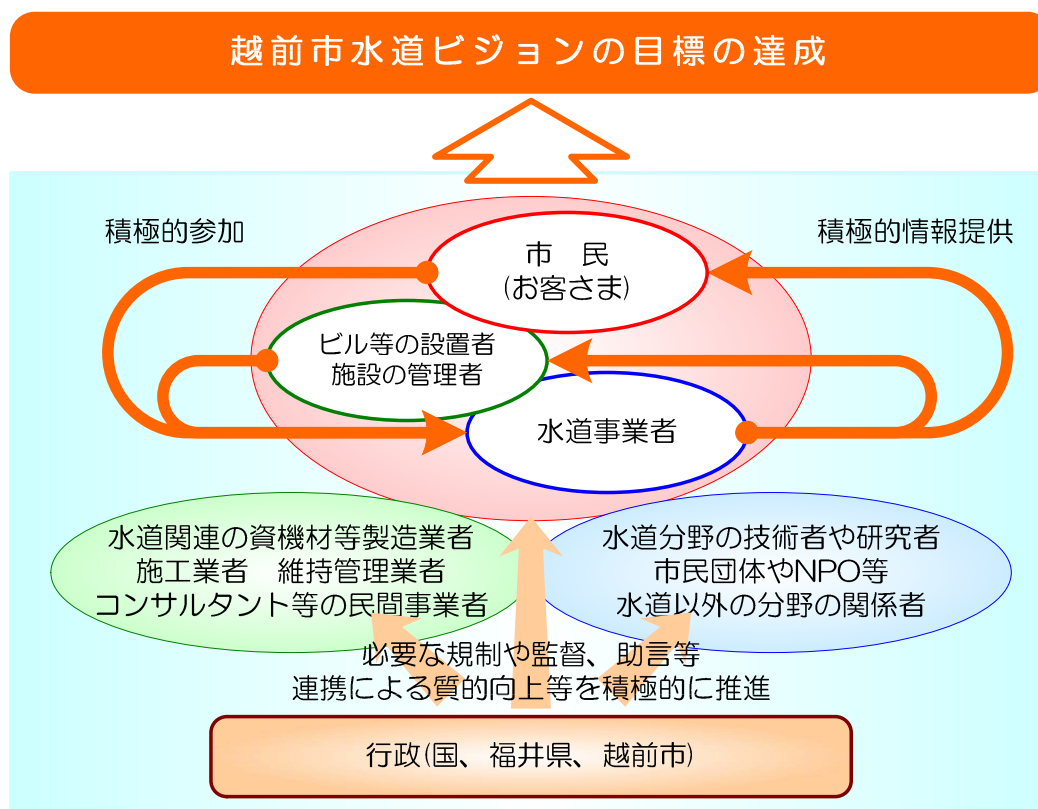 越前市水道ビジョンの目標の達成
積極的参加
積極的情報提供
市　民
(お客さま)
ビル等の設置者
施設の管理者
水道事業者
水道関連の資機材等製造業者
施工業者　維持管理業者
コンサルタント等の民間事業者
水道分野の技術者や研究者
市民団体やNPO等
水道以外の分野の関係者
必要な規制や監督、助言等
連携による質的向上等を積極的に推進
行政(国、福井県、越前市)